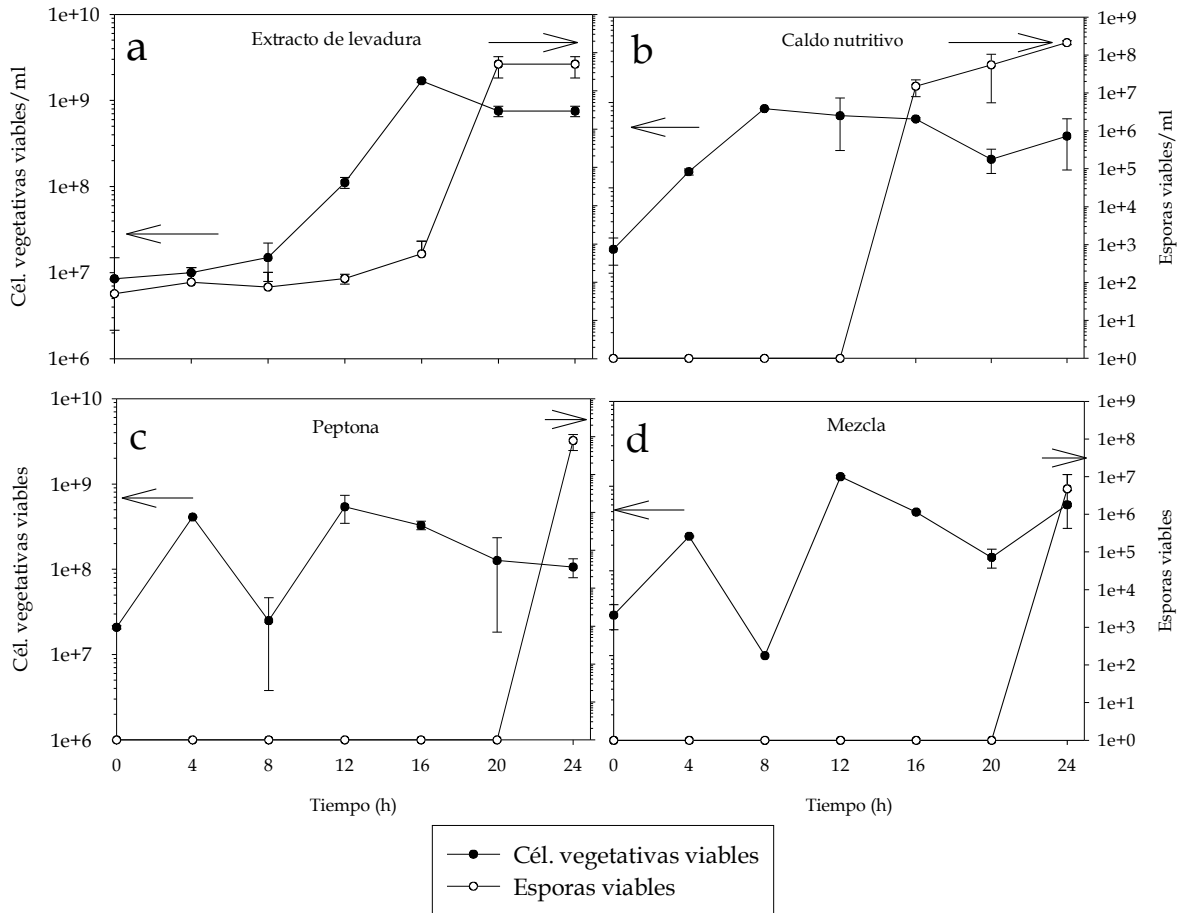 a
Extracto de levadura
Cél. vegetativas viables/ml
1e+10
1e+9
1e+8
1e+7
1e+6
b
Caldo nutritivo
1e+9
1e+8
1e+7
1e+6
1e+5
1e+4
1e+3
1e+2
1e+1
1e+0
Esporas viables/ml
c
Peptona
Cél. vegetativas viables
1e+10
1e+9
1e+8
1e+7
1e+6
0 4 8 12 16 20 24
Tiempo (h)
d
Mezcla
1e+9
1e+8
1e+7
1e+6
1e+5
1e+4
1e+3
1e+2
1e+1
1e+0
Esporas viables
0 4 8 12 16 20 24
Tiempo (h)
Cél. vegetativas viables
Esporas viables